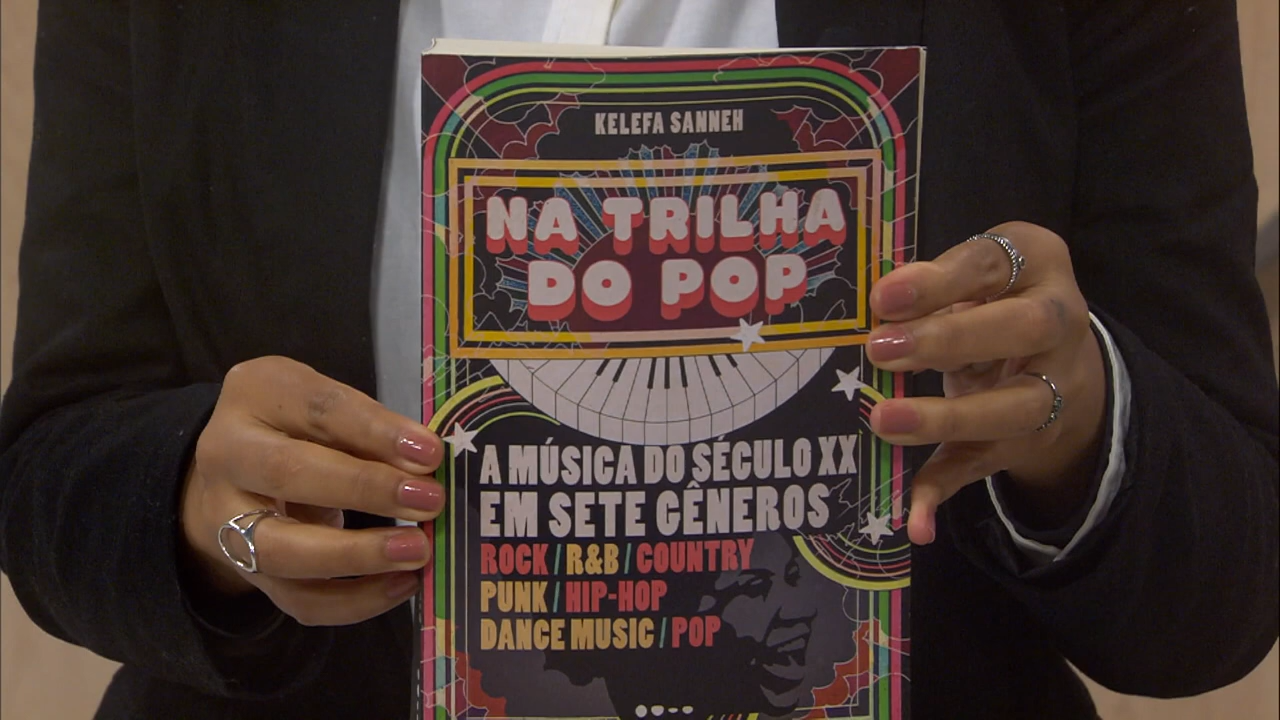 KELEFA SANNEH
NA TRILHA
DO POP
A MÚSICA DO SÉCULO XX
EM SETE GÊNEROS
ROCK / R&B / COUNTRY
PUNK / HIP-HOP
DANCE MUSIC / POP